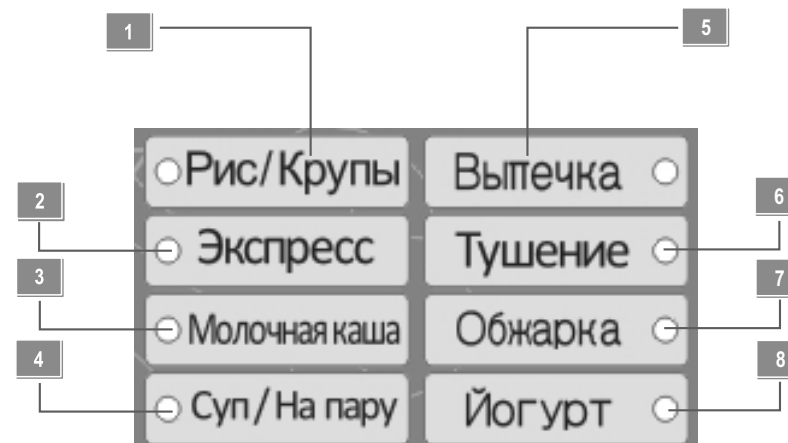 1
5
Рис/Крупы
Выпечка
2
6
Экспресс
Тушение
3
7
Молочная каша
Обжарка
4
8
Суп/На пару
Йогурт